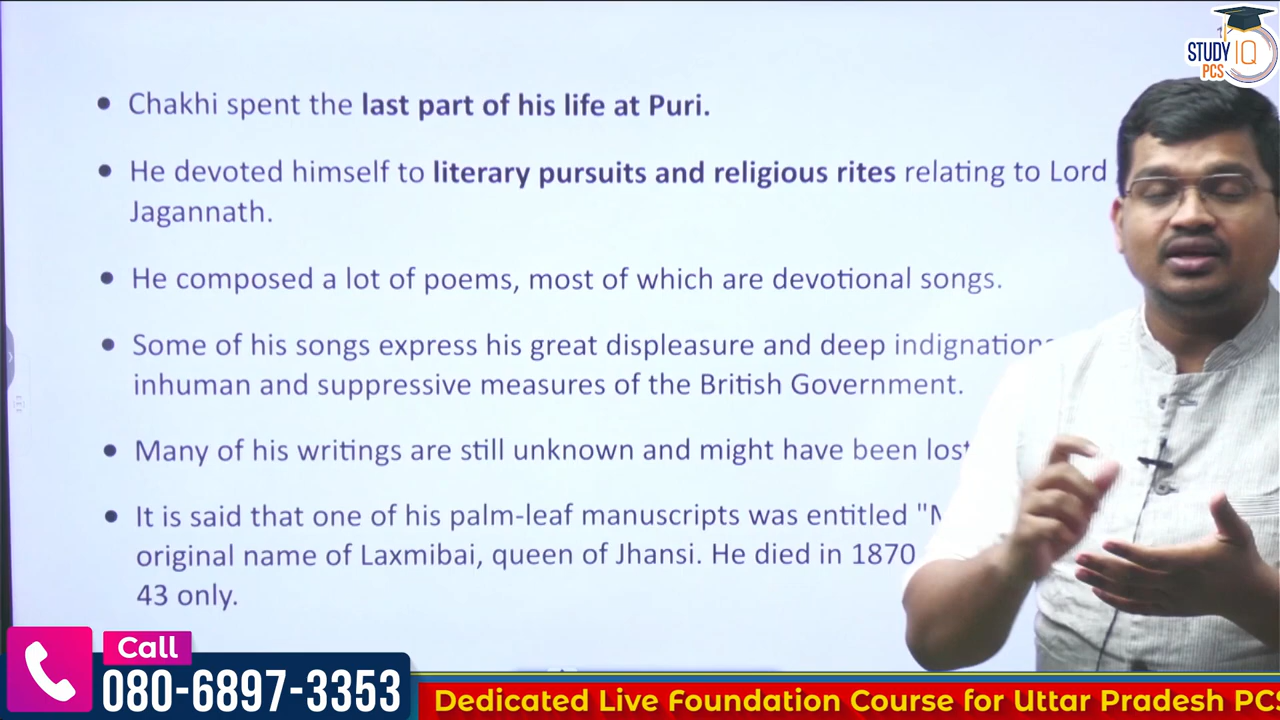 STUDY IQ
PCS
• Chakhi spent the last part of his life at Puri.
• He devoted himself to literary pursuits and religious rites relating to Lord
Jagannath.
• He composed a lot of poems, most of which are devotional songs.
• Some of his songs express his great displeasure and deep indignation
inhuman and suppressive measures of the British Government.
• Many of his writings are still unknown and might have been lost
• It is said that one of his palm-leaf manuscripts was entitled "
original name of Laxmibai, queen of Jhansi. He died in 1870
43 only.
Call
080-6897-3353
Dedicated Live Foundation Course for Uttar Pradesh PCS